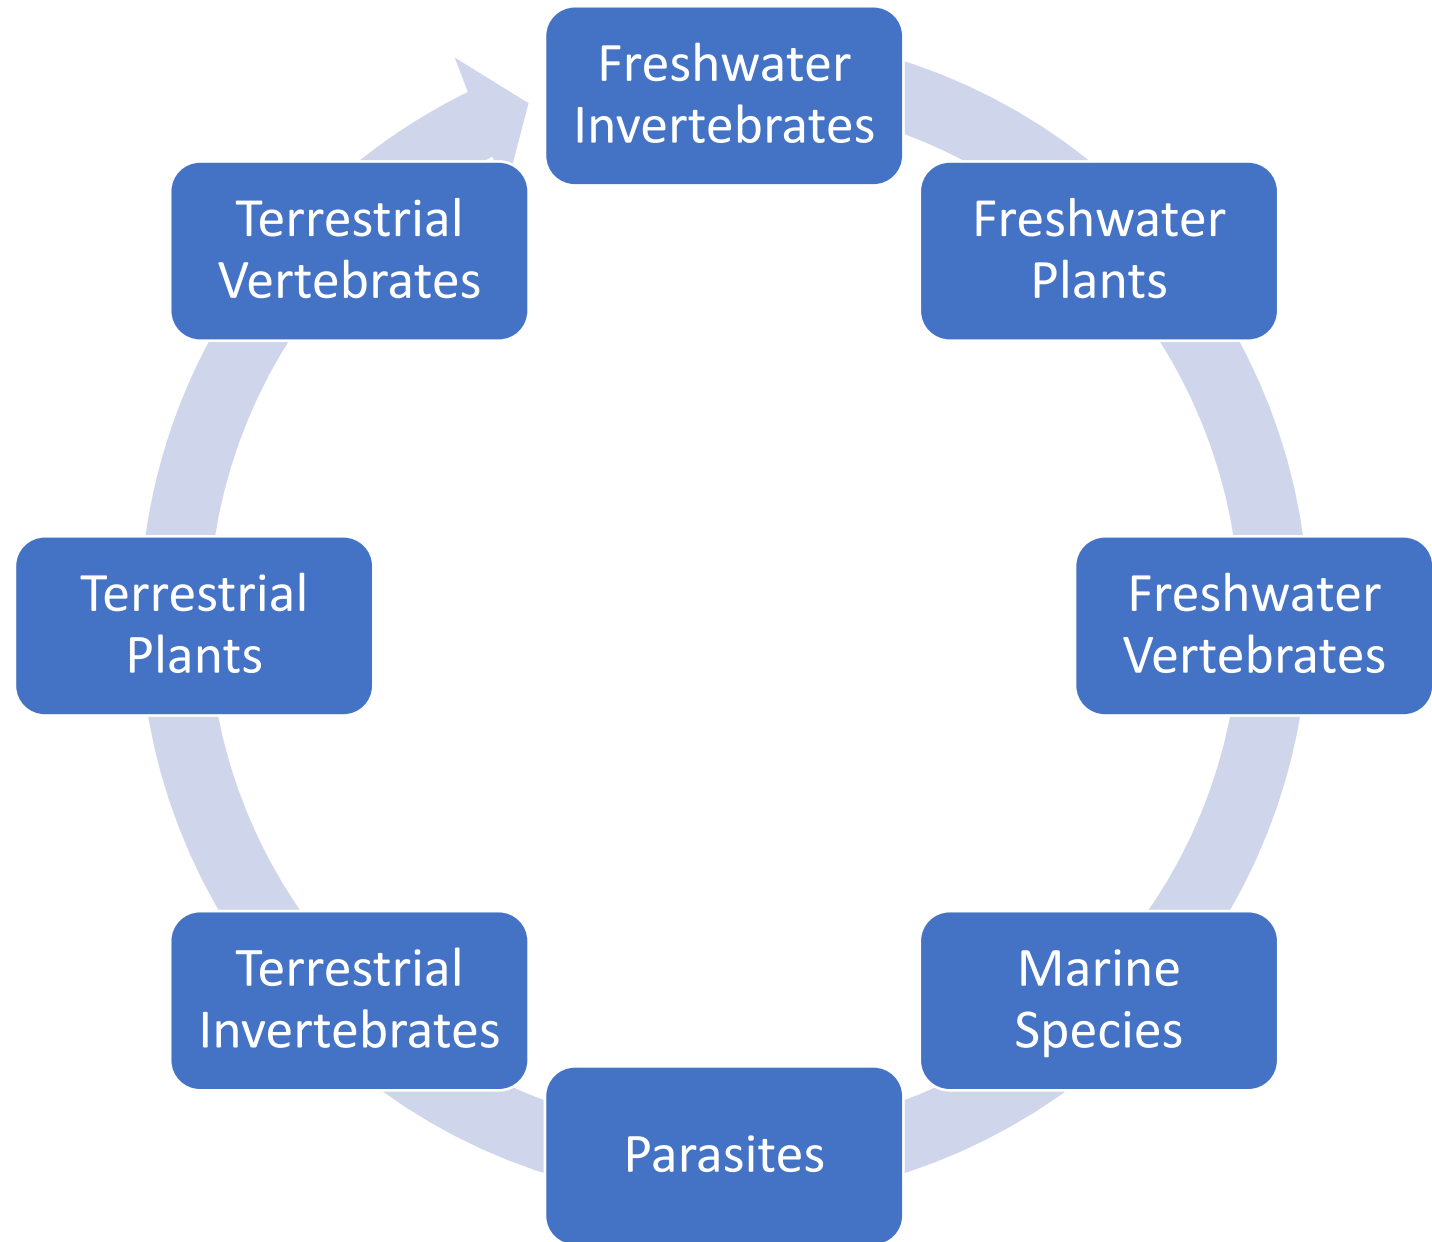 Freshwater
Invertebrates
Freshwater
Plants
Freshwater
Vertebrates
Marine
Species
Parasites
Terrestrial
Invertebrates
Terrestrial
Plants
Terrestrial
Vertebrates